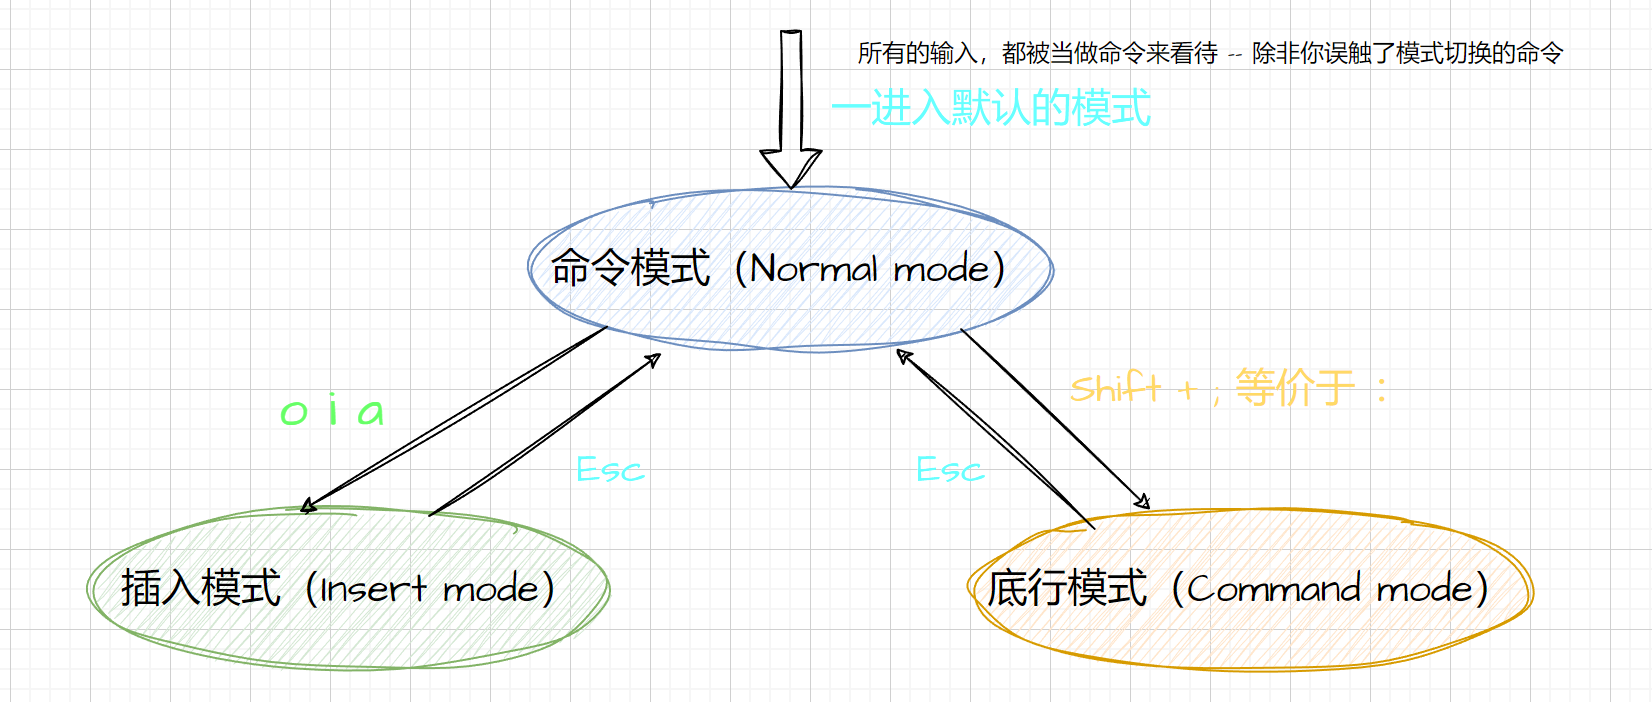 所有的输入，都被当做命令来看待 -- 除非你误触了模式切换的命令
一进入默认的模式
命令模式（Normal mode）
o i a
Shift + ; 等价于 ：
Esc
Esc
插入模式（Insert mode）
底行模式（Command mode）